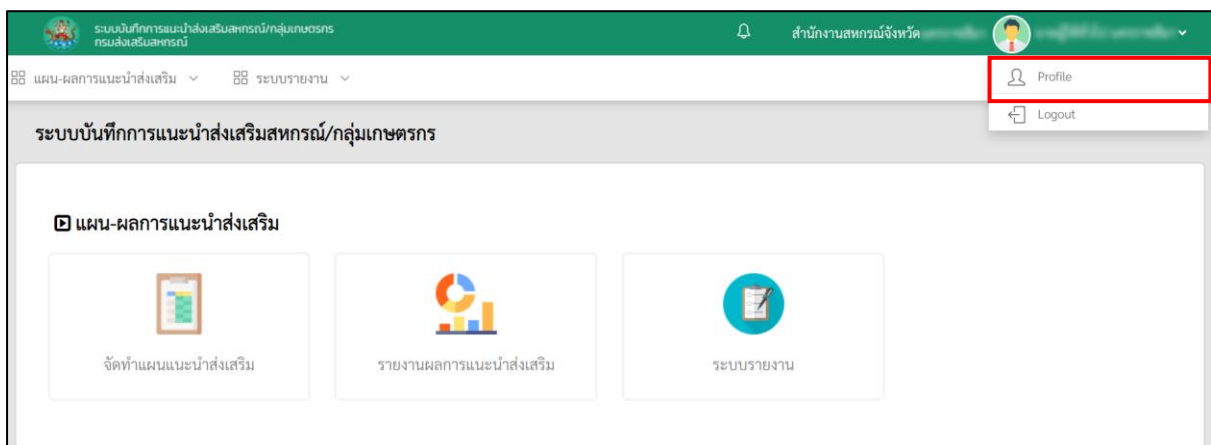 ระบบบันทึกการแนะนำส่งเสริมสหกรณ์/กลุ่มเกษตรกร
กรมส่งเสริมสหกรณ์
สำนักงานสหกรณ์จังหวัด
แผน-ผลการแนะนำส่งเสริม
ระบบรายงาน
Profile
Logout
ระบบบันทึกการแนะนำส่งเสริมสหกรณ์/กลุ่มเกษตรกร
แผน-ผลการแนะนำส่งเสริม
จัดทำแผนแนะนำส่งเสริม
รายงานผลการแนะนำส่งเสริม
ระบบรายงาน